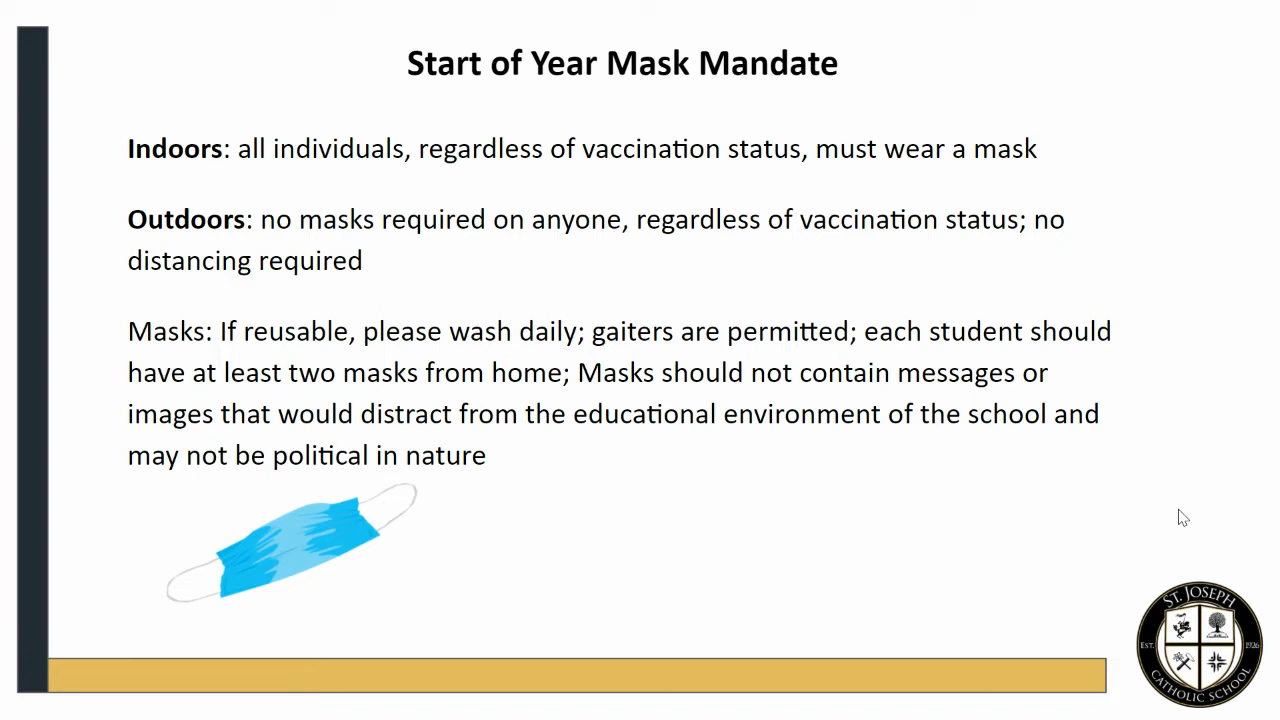 Start of Year Mask Mandate
Indoors: all individuals, regardless of vaccination status, must wear a mask
Outdoors: no masks required on anyone, regardless of vaccination status; no
distancing required
Masks: If reusable, please wash daily; gaiters are permitted; each student should
have at least two masks from home; Masks should not contain messages or
images that would distract from the educational environment of the school and
may not be political in nature
ST. JOSEPH
EST. 1926
CATHOLIC SCHOOL